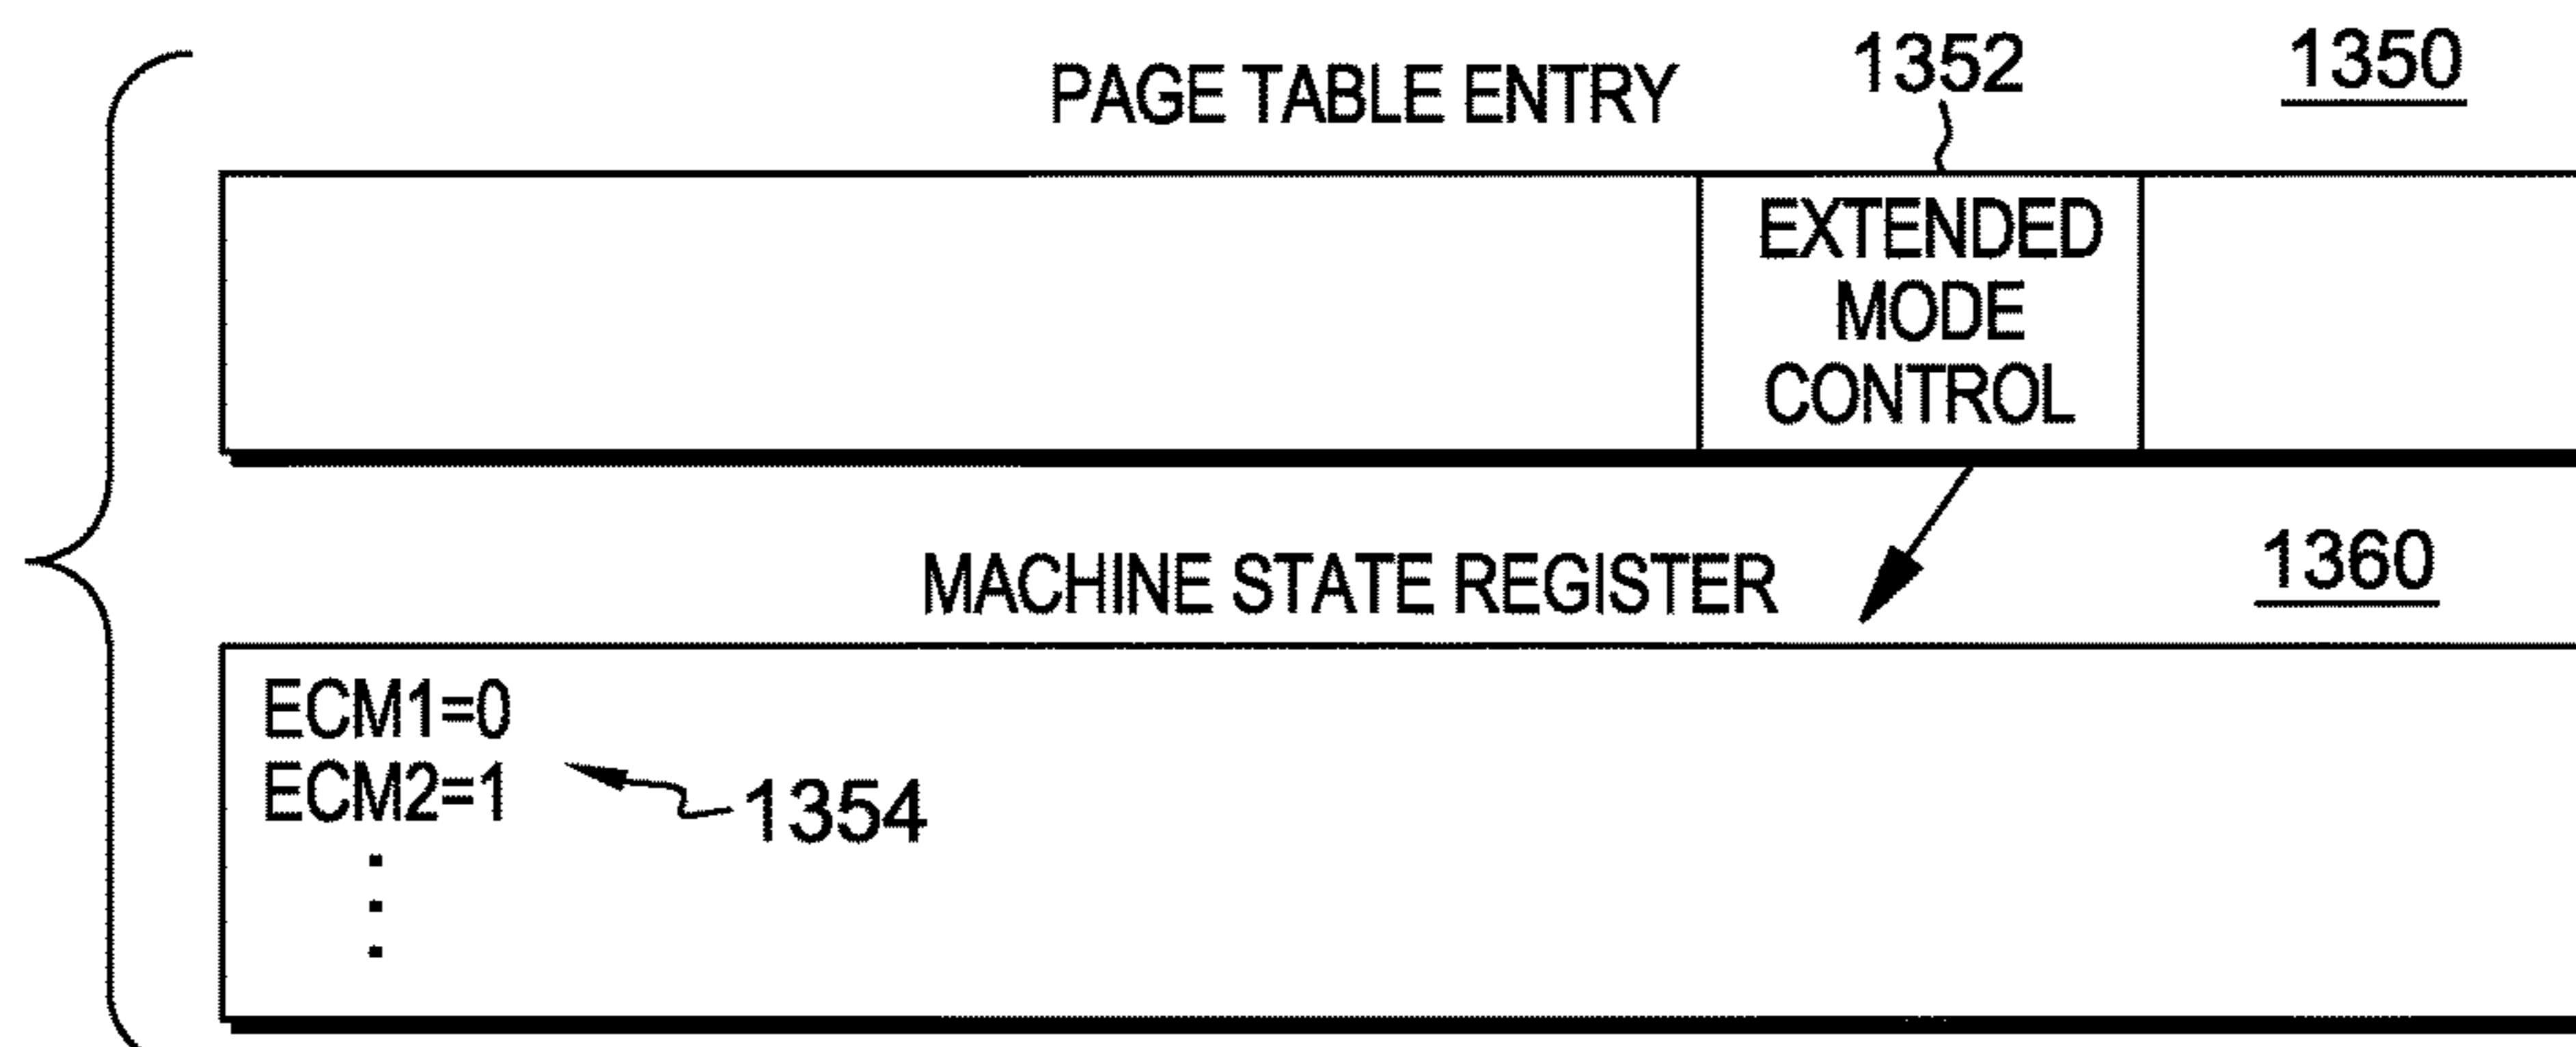 PAGE TABLE ENTRY 1352 1350
EXTENDED
MODE
CONTROL
MACHINE STATE REGISTER 1360
ECM1=0
ECM2=1
1354